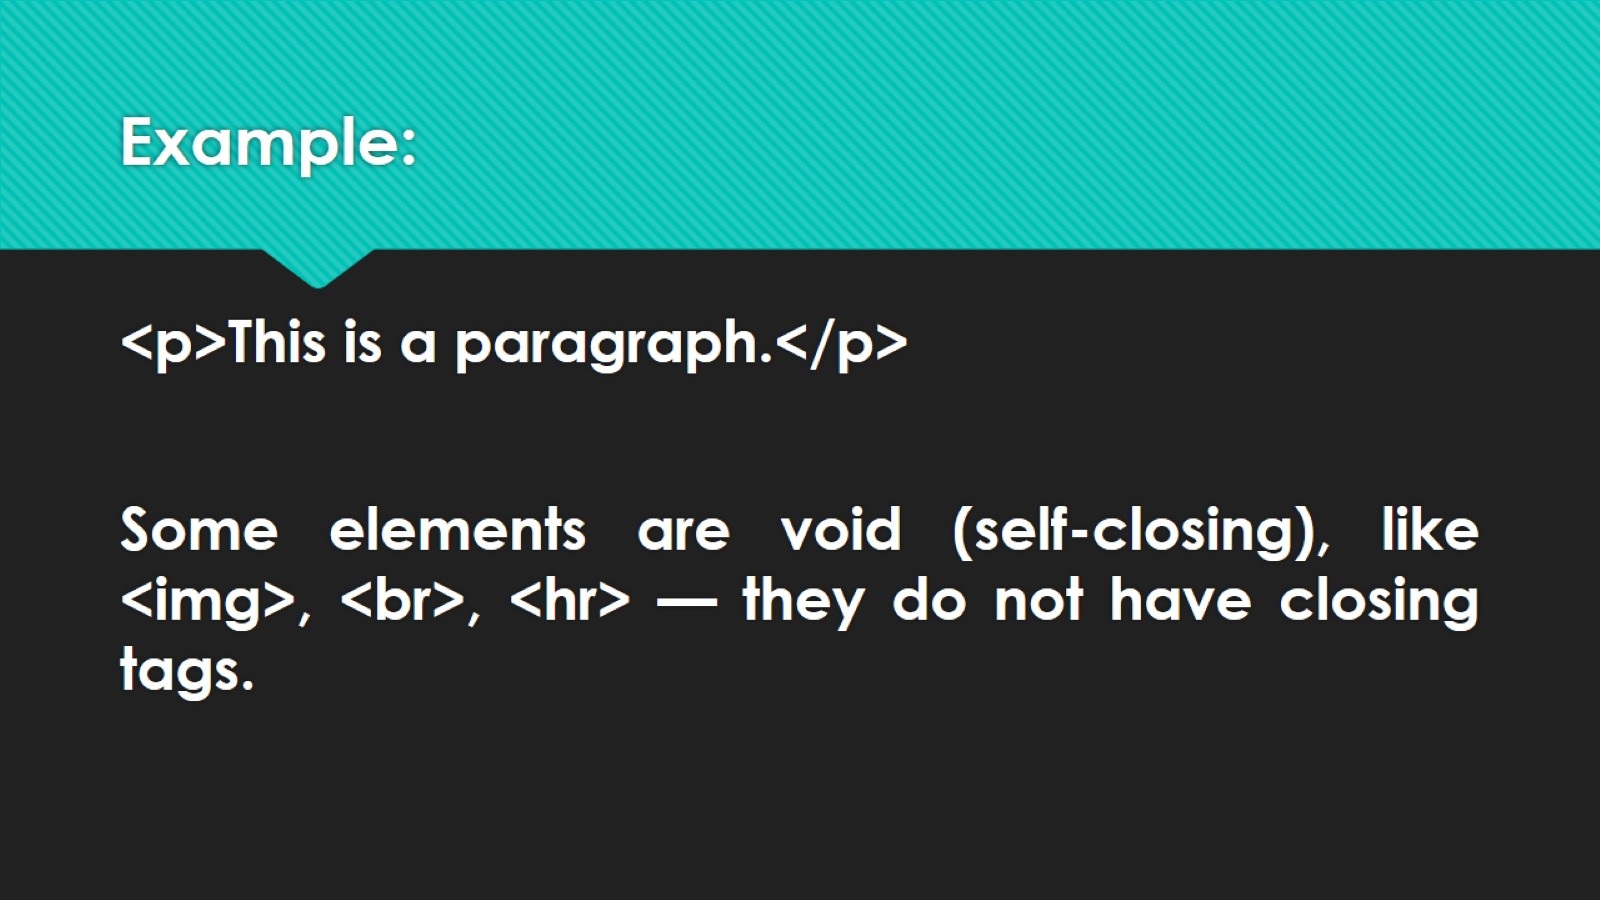 Example:
<p>This is a paragraph.</p>
Some elements are void (self-closing), like
<img>, <br>, <hr> — they do not have closing
tags.